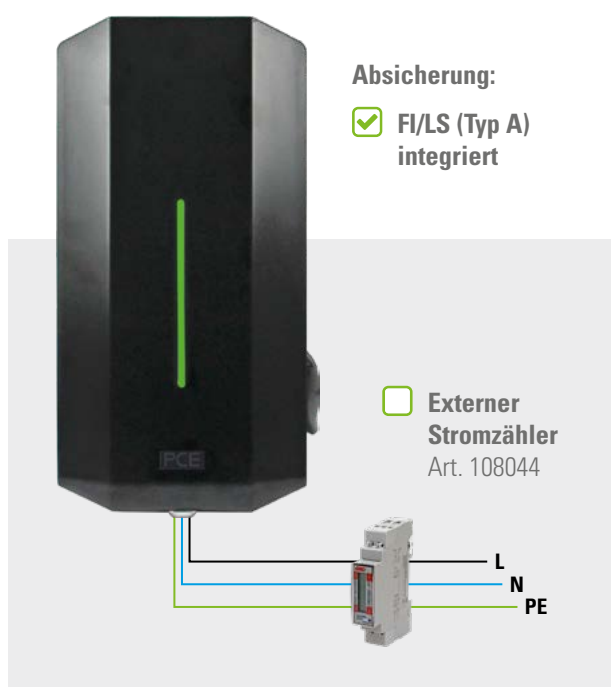 Absicherung:
FI/LS (Typ A)
integriert
PCE
Externer
Stromzähler
Art. 108044
L
N
PE